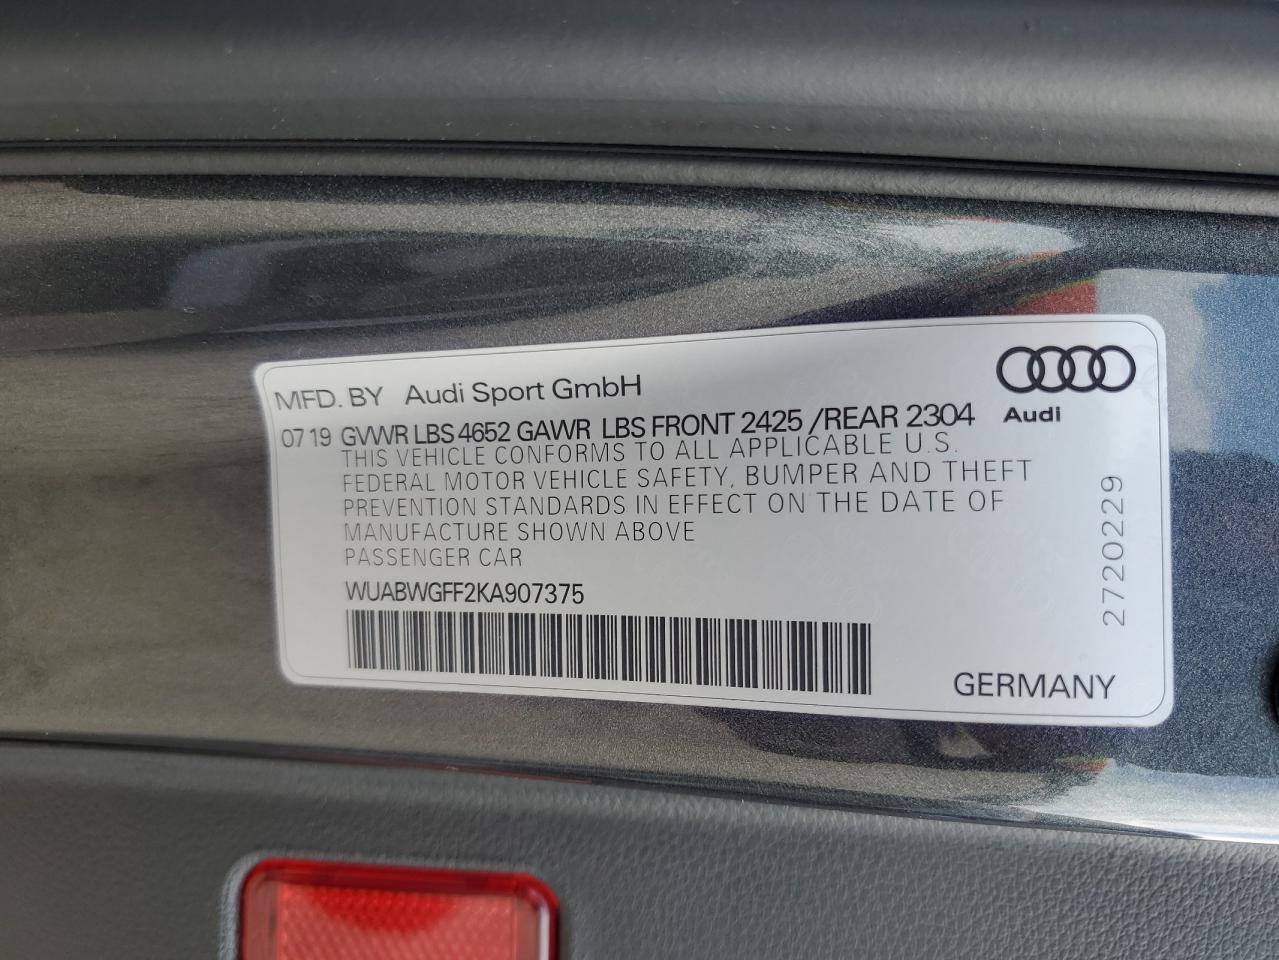 MFD. BY Audi Sport GmbH
Audi
07 19 GVWR LBS 4652 GAWR LBS FRONT 2425 /REAR 2304
THIS VEHICLE CONFORMS TO ALL APPLICABLE U.S.
FEDERAL MOTOR VEHICLE SAFETY, BUMPER AND THEFT
PREVENTION STANDARDS IN EFFECT ON THE DATE OF
MANUFACTURE SHOWN ABOVE
PASSENGER CAR
WUABWGFF2KA907375
2720229
GERMANY